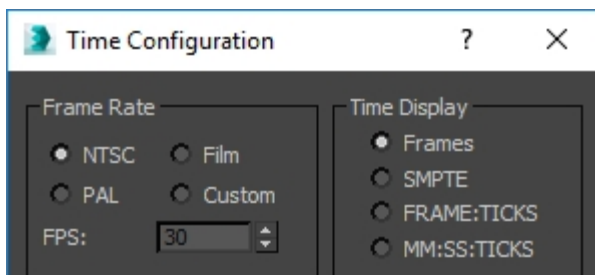 Time Configuration ?
Frame Rate
NTSC Film
PAL Custom
FPS: 30
Time Display
Frames
SMPTE
FRAME:TICKS
MM:SS:TICKS